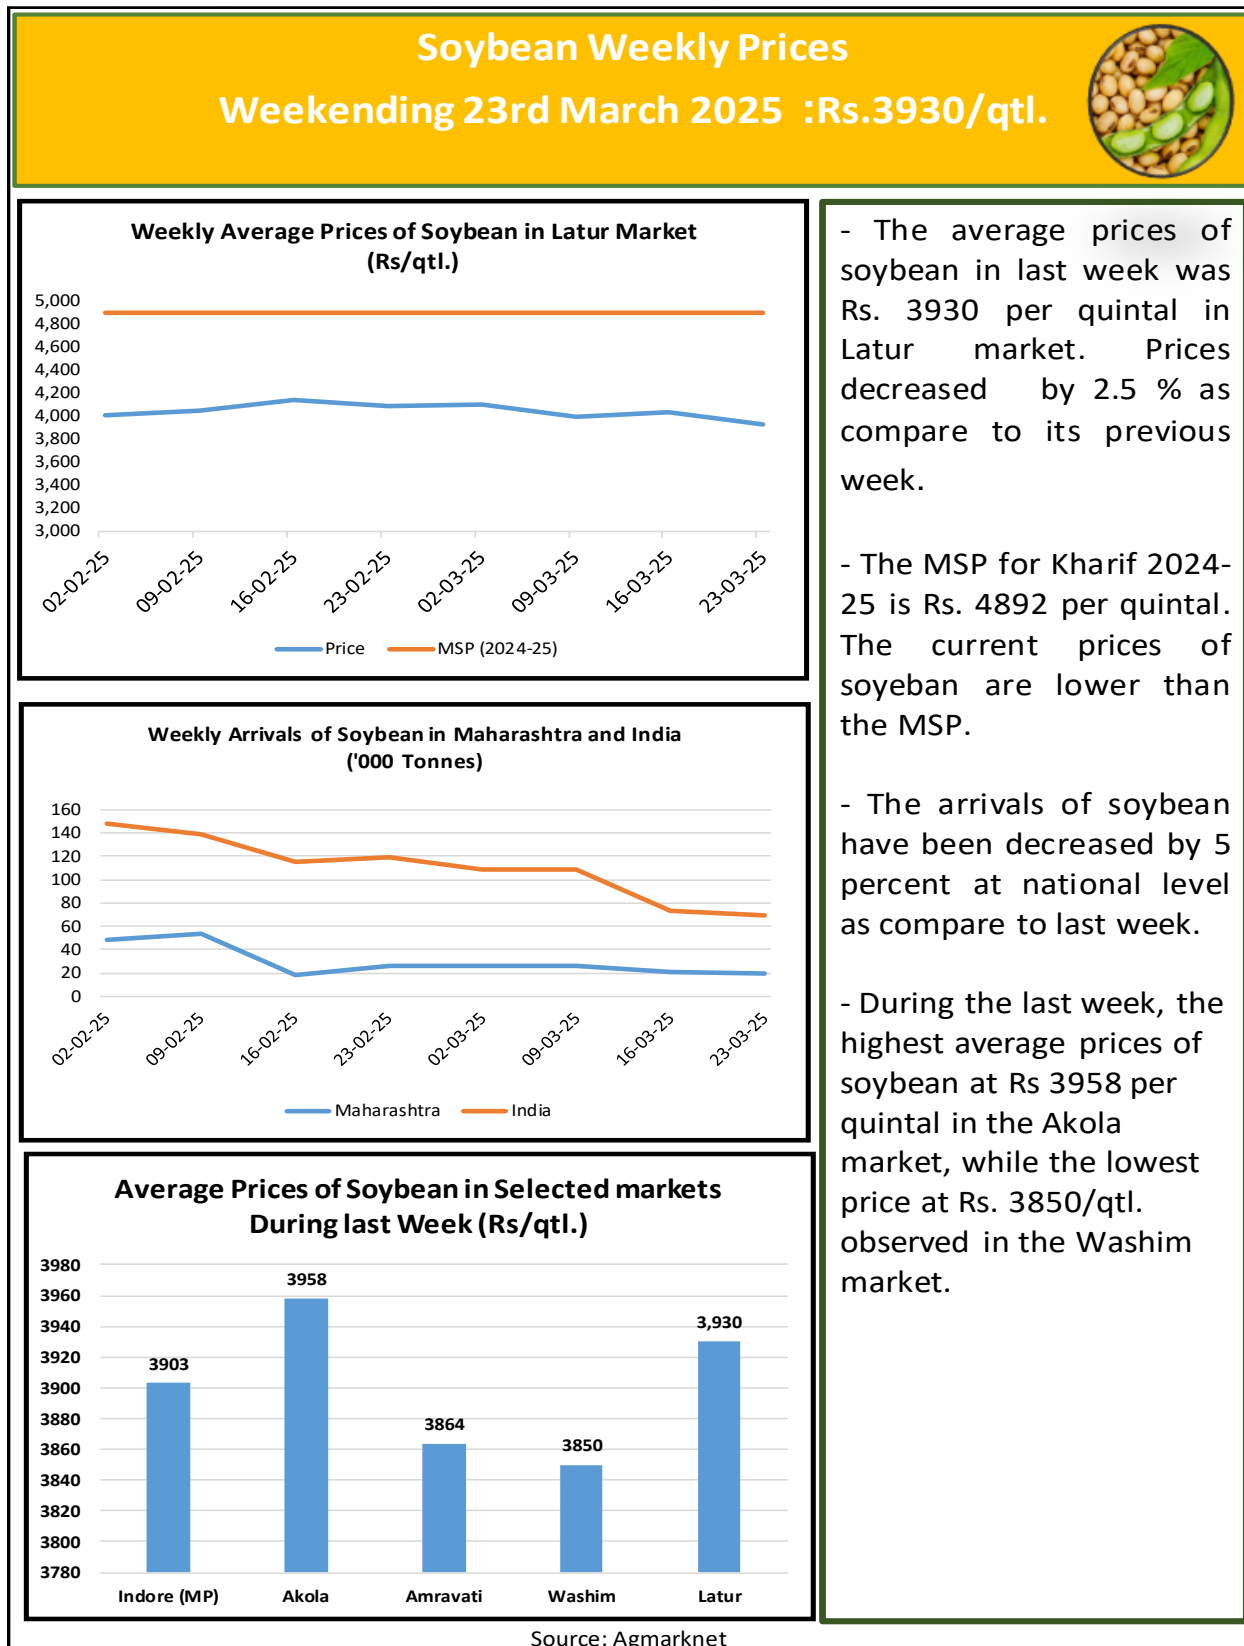 Soybean Weekly Prices
Weekending 23rd March 2025 :Rs.3930/qtl.
Weekly Average Prices of Soybean in Latur Market
(Rs/qtl.)
5,000
4,800
4,600
4,400
4,200
4,000
3,800
3,600
3,400
3,200
3,000
02-02-25
09-02-25
16-02-25
23-02-25
02-03-25
09-03-25
16-03-25
23-03-25
Price
MSP (2024-25)
Weekly Arrivals of Soybean in Maharashtra and India
('000 Tonnes)
160
140
120
100
80
60
40
20
0
02-02-25
09-02-25
16-02-25
23-02-25
02-03-25
09-03-25
16-03-25
23-03-25
Maharashtra
India
Average Prices of Soybean in Selected markets
During last Week (Rs/qtl.)
3980
3960
3940
3920
3900
3880
3860
3840
3820
3800
3780
3903
3958
3864
3850
3,930
Indore (MP)
Akola
Amravati
Washim
Latur
- The average prices of
soybean in last week was
Rs. 3930 per quintal in
Latur market. Prices
decreased by 2.5 % as
compare to its previous
week.
- The MSP for Kharif 2024-
25 is Rs. 4892 per quintal.
The current prices of
soyeban are lower than
the MSP.
- The arrivals of soybean
have been decreased by 5
percent at national level
as compare to last week.
- During the last week, the
highest average prices of
soybean at Rs 3958 per
quintal in the Akola
market, while the lowest
price at Rs. 3850/qtl.
observed in the Washim
market.
Source: Agmarknet